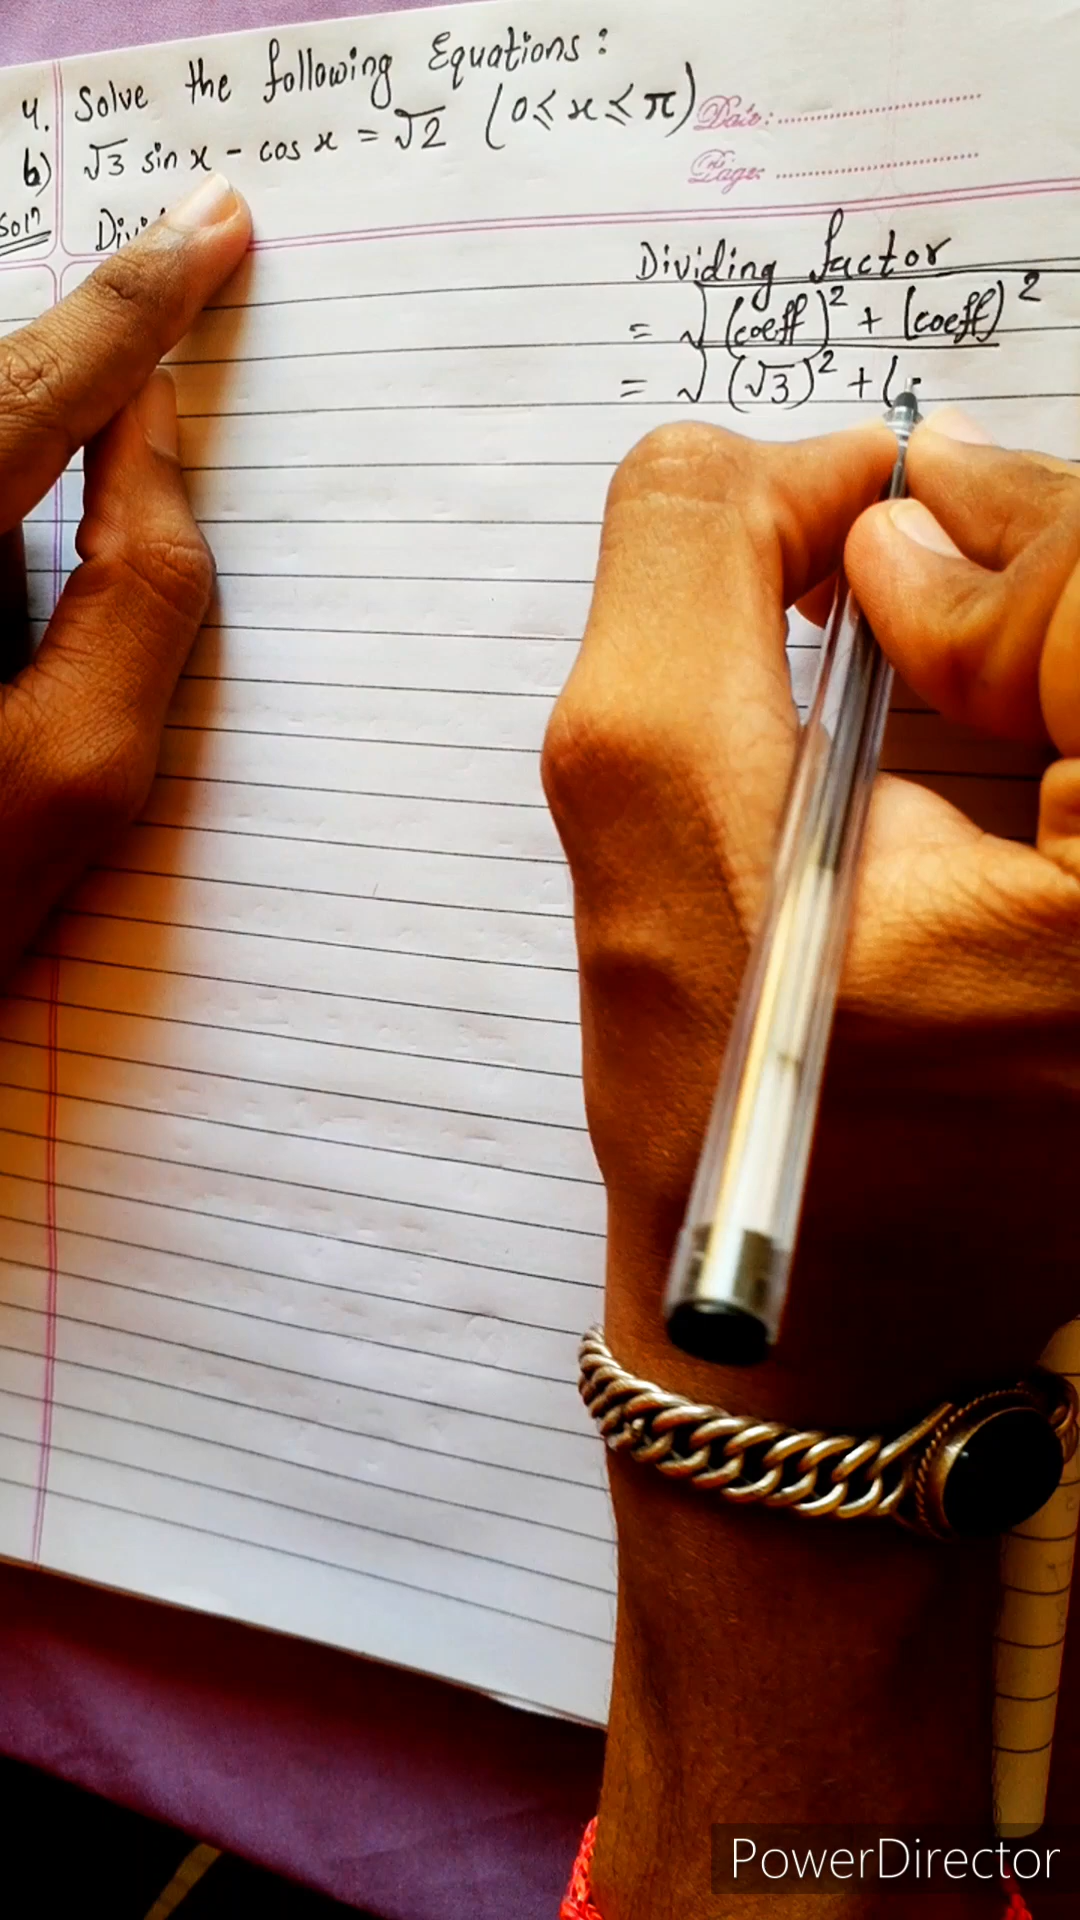 4. Solve the following Equations:
b) √3 sin x - cos x = √2 (0 ≤ x ≤ π)
Date:
Page:
Solⁿ
Dividing factor
= √(coeff)² + (coeff)²
= √(√3)² + (-
PowerDirector